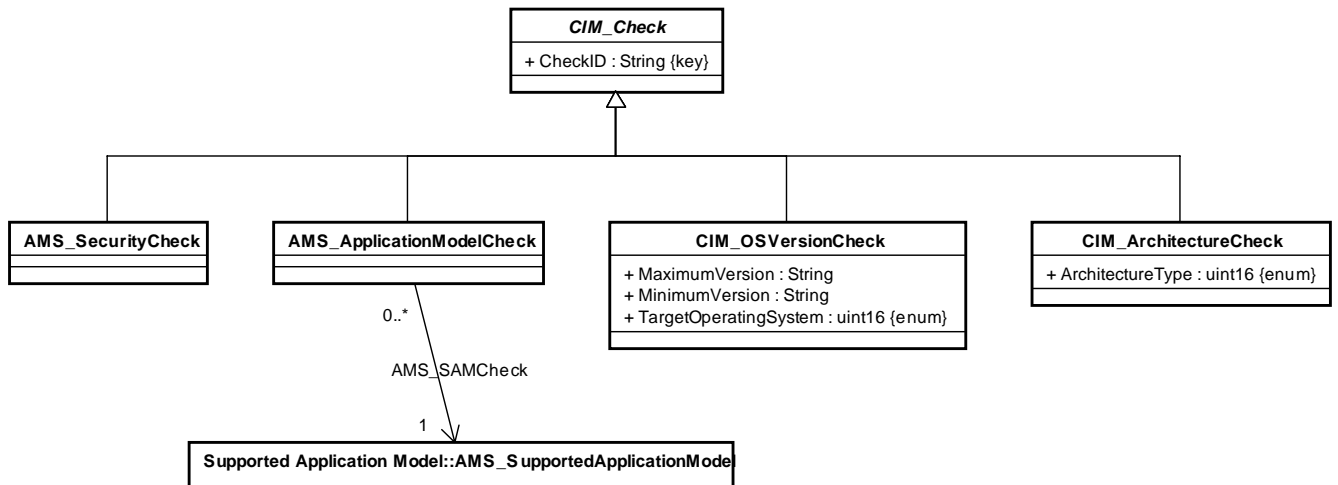 CIM_Check
+ CheckID : String {key}
AMS_SecurityCheck
AMS_ApplicationModelCheck
CIM_OSVersionCheck
+ MaximumVersion : String
+ MinimumVersion : String
+ TargetOperatingSystem : uint16 {enum}
CIM_ArchitectureCheck
+ ArchitectureType : uint16 {enum}
0..*
AMS_SAMCheck
1
Supported Application Model::AMS_SupportedApplicationModel